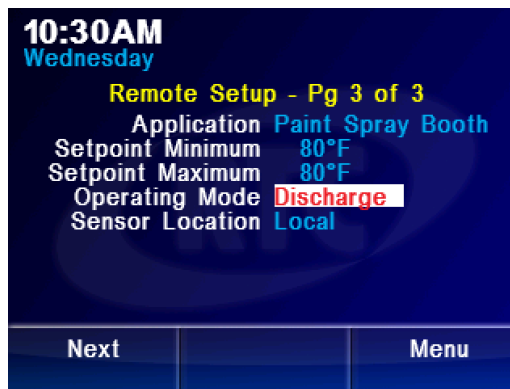 10:30AM
Wednesday
Remote Setup - Pg 3 of 3
Application Paint Spray Booth
Setpoint Minimum 80°F
Setpoint Maximum 80°F
Operating Mode Discharge
Sensor Location Local
Next Menu